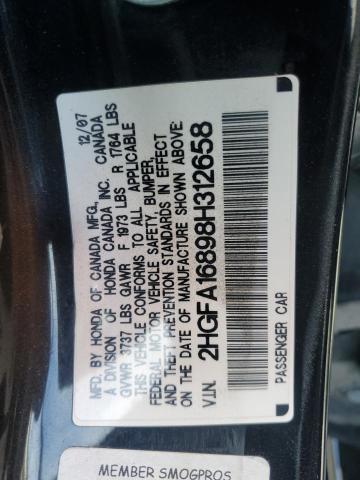 MFD. BY HONDA OF CANADA MFG. 12/07
A DIVISION OF HONDA CANADA INC. CANADA
GVWR 3737 LBS GAWR F 1973 LBS R 1764 LBS
THIS VEHICLE CONFORMS TO ALL APPLICABLE
FEDERAL MOTOR VEHICLE SAFETY, BUMPER,
AND THEFT PREVENTION STANDARDS IN EFFECT
ON THE DATE OF MANUFACTURE SHOWN ABOVE.
V.I.N. 2HGFA16898H312658
PASSENGER CAR
MEMBER SMOGPROS